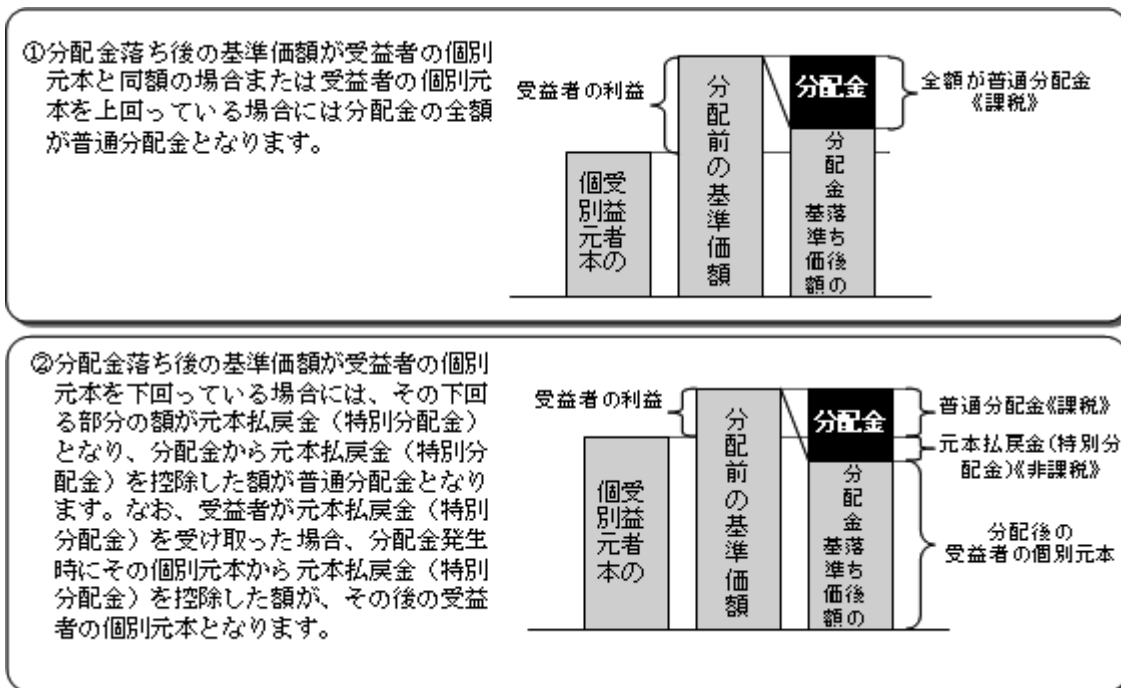 ①分配金落ち後の基準価額が受益者の個別
元本と同額の場合または受益者の個別元
本を上回っている場合には分配金の全額
が普通分配金となります。
受益者の利益
受益者の
個別元本
分配前の基準価額
分配金
分配金落ち後の
基準価額
全額が普通分配金
《課税》
②分配金落ち後の基準価額が受益者の個別
元本を下回っている場合には、その下回
る部分の額が元本払戻金（特別分配金）
となり、分配金から元本払戻金（特別分
配金）を控除した額が普通分配金となり
ます。なお、受益者が元本払戻金（特別
分配金）を受け取った場合、分配金発生
時にその個別元本から元本払戻金（特別
分配金）を控除した額が、その後の受益
者の個別元本となります。
受益者の利益
受益者の
個別元本
分配前の基準価額
分配金
分配金落ち後の
基準価額
普通分配金《課税》
元本払戻金(特別分
配金)《非課税》
分配後の
受益者の個別元本